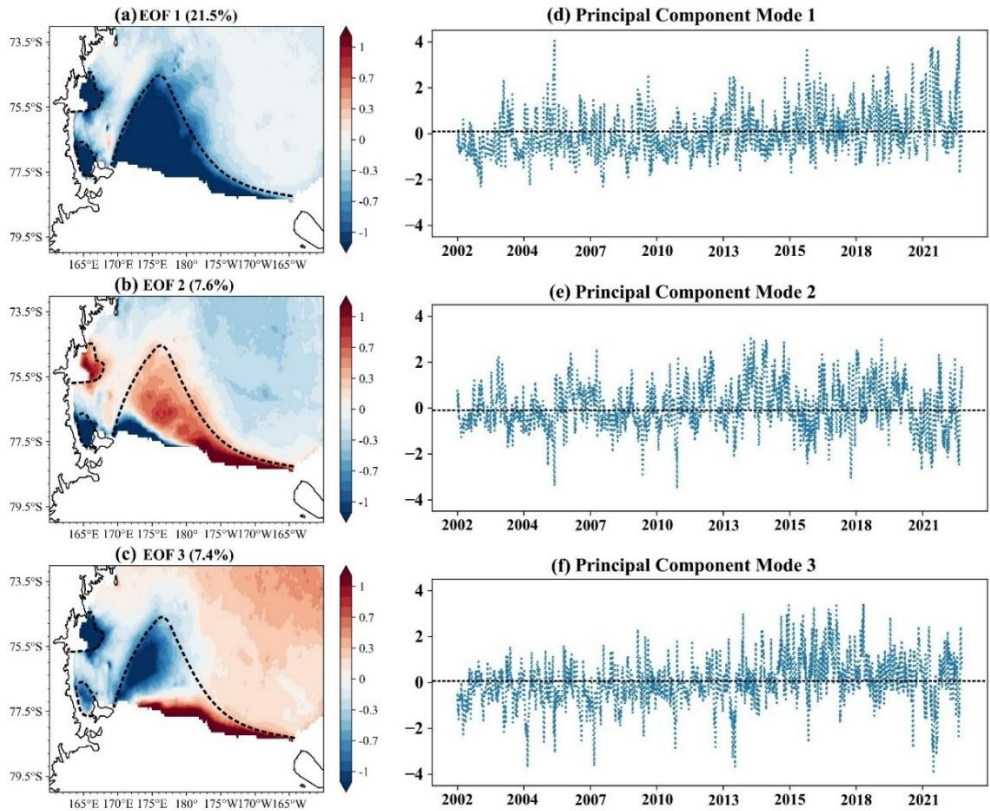 (a) EOF 1 (21.5%)
73.5°S
75.5°S
77.5°S
79.5°S
165°E 170°E 175°E 180° 175°W 170°W 165°W
1
0.7
0.3
0
-0.3
-0.7
-1
(d) Principal Component Mode 1
4
2
0
−2
−4
2002 2004 2007 2010 2013 2015 2018 2021
(b) EOF 2 (7.6%)
73.5°S
75.5°S
77.5°S
79.5°S
165°E 170°E 175°E 180° 175°W 170°W 165°W
1
0.7
0.3
0
-0.3
-0.7
-1
(e) Principal Component Mode 2
4
2
0
−2
−4
2002 2004 2007 2010 2013 2015 2018 2021
(c) EOF 3 (7.4%)
73.5°S
75.5°S
77.5°S
79.5°S
165°E 170°E 175°E 180° 175°W 170°W 165°W
1
0.7
0.3
0
-0.3
-0.7
-1
(f) Principal Component Mode 3
4
2
0
−2
−4
2002 2004 2007 2010 2013 2015 2018 2021